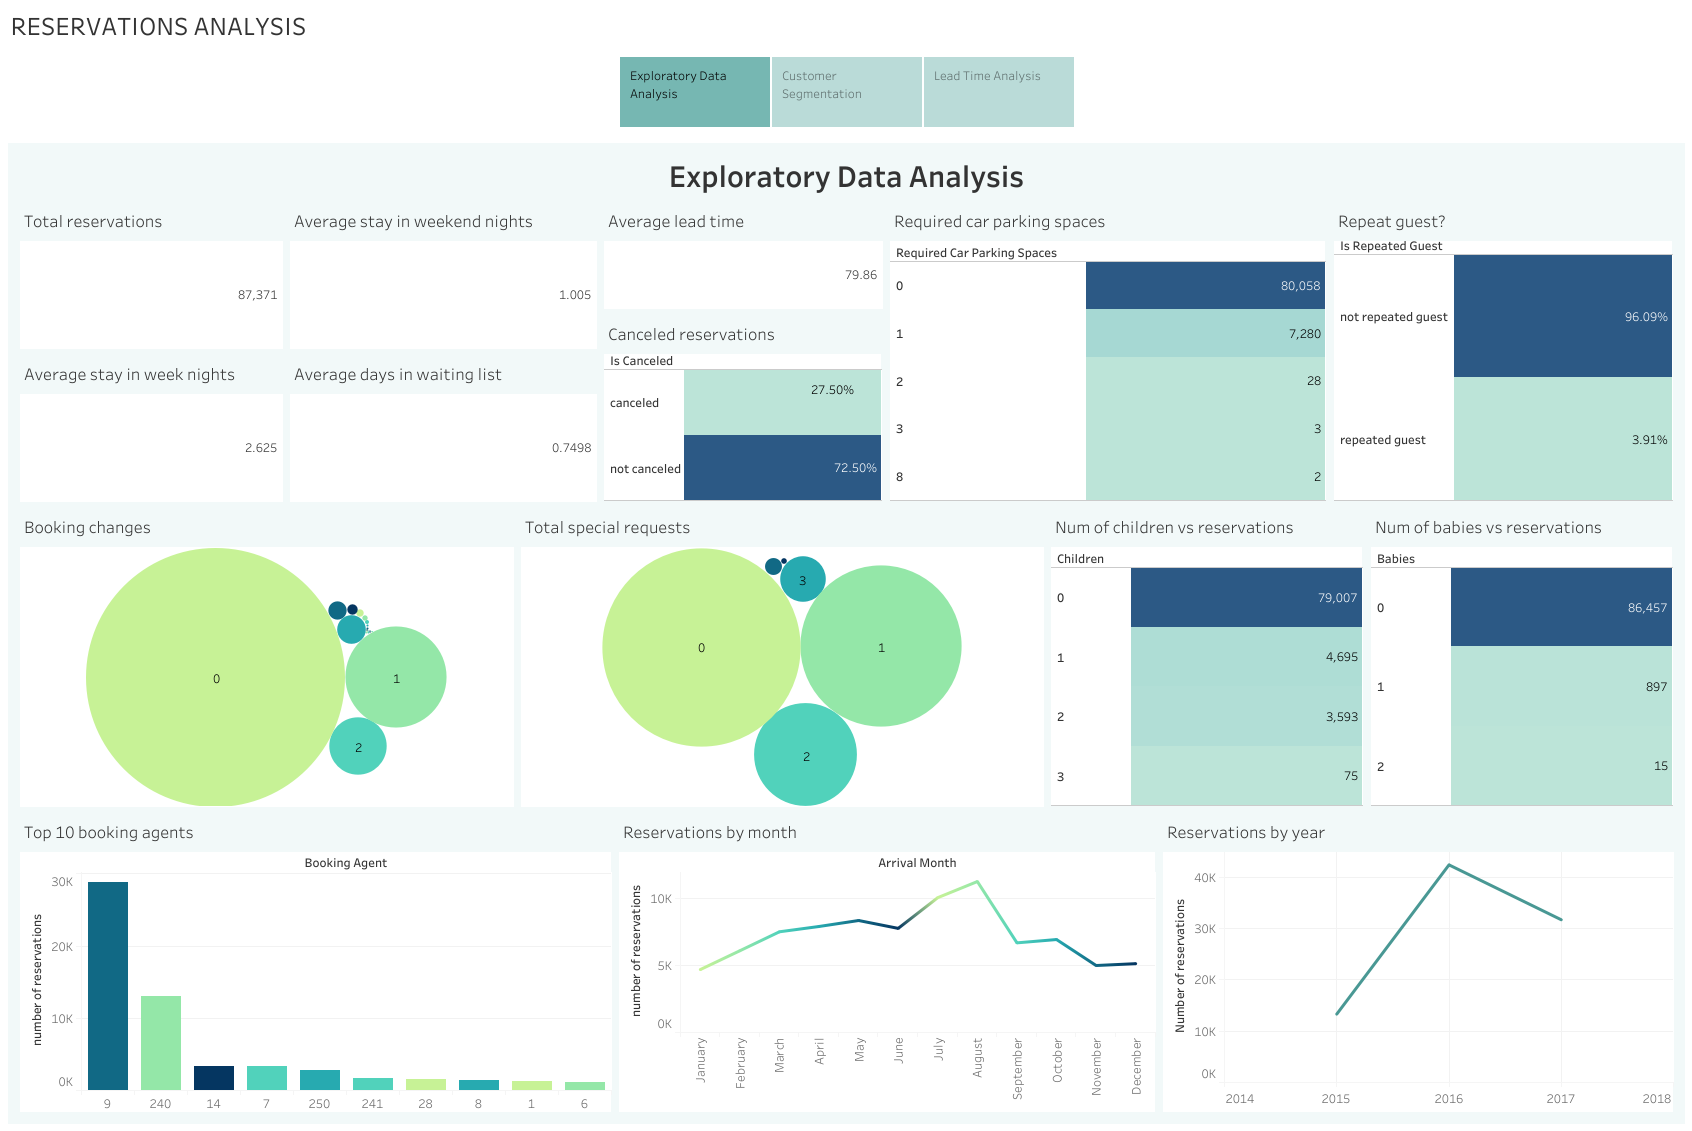 RESERVATIONS ANALYSIS
Exploratory Data
Analysis
Customer
Segmentation
Lead Time Analysis
Exploratory Data Analysis
Total reservations
87,371
Average stay in weekend nights
1.005
Average lead time
79.86
Required car parking spaces
Required Car Parking Spaces
0 80,058
1 7,280
2 28
3 3
8 2
Repeat guest?
Is Repeated Guest
not repeated guest 96.09%
repeated guest 3.91%
Average stay in week nights
2.625
Average days in waiting list
0.7498
Canceled reservations
Is Canceled
canceled 27.50%
not canceled 72.50%
Booking changes
0
1
2
Total special requests
0
1
2
3
Num of children vs reservations
Children
0 79,007
1 4,695
2 3,593
3 75
Num of babies vs reservations
Babies
0 86,457
1 897
2 15
Top 10 booking agents
Booking Agent
number of reservations
30K
20K
10K
0K
9 240 14 7 250 241 28 8 1 6
Reservations by month
Arrival Month
number of reservations
10K
5K
0K
January February March April May June July August September October November December
Reservations by year
Number of reservations
40K
30K
20K
10K
0K
2014 2015 2016 2017 2018